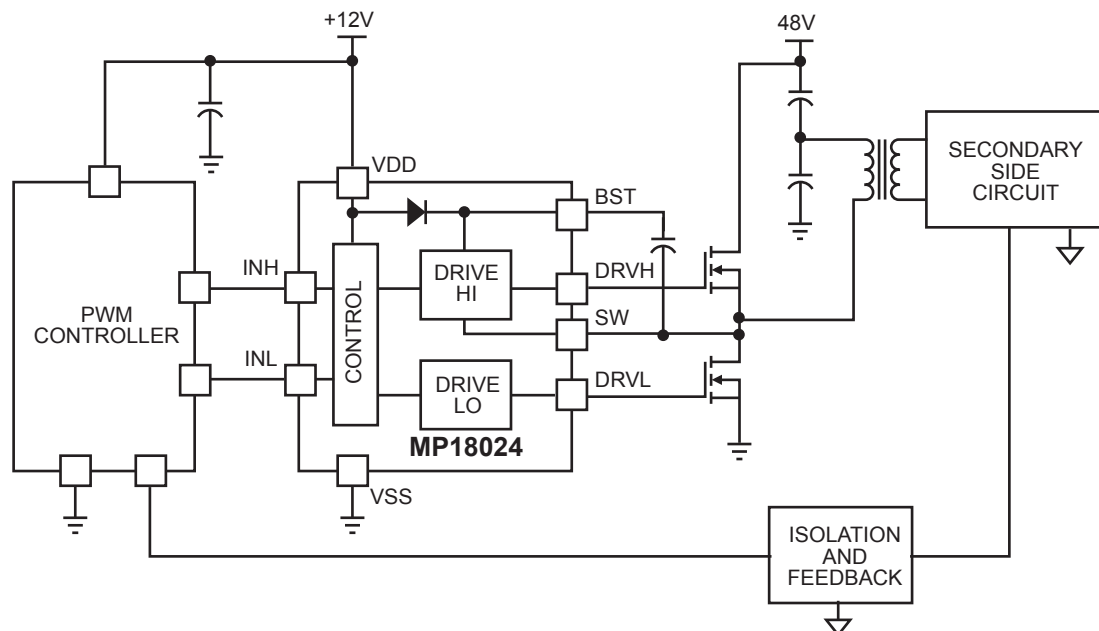 +12V
48V
VDD
BST
SECONDARY
SIDE
CIRCUIT
INH
DRIVE
HI
DRVH
PWM
CONTROLLER
CONTROL
SW
INL
DRIVE
LO
DRVL
MP18024
VSS
ISOLATION
AND
FEEDBACK